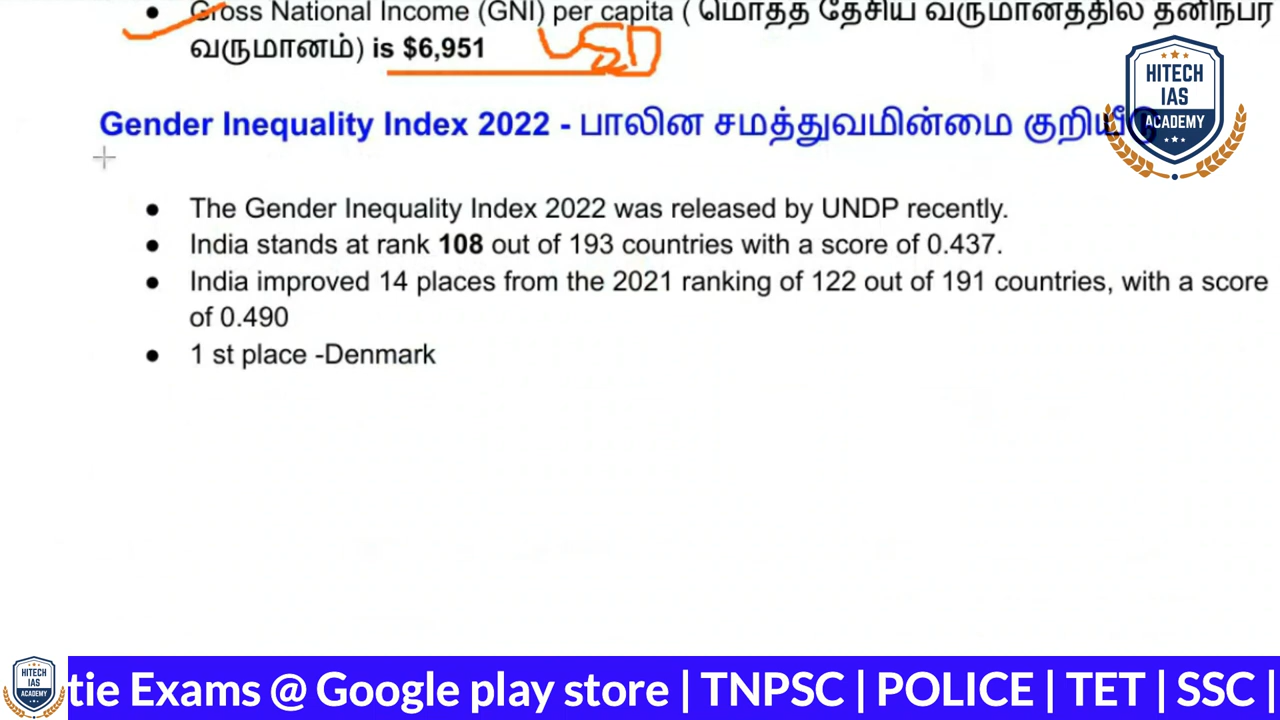 ● Gross National Income (GNI) per capita ( மொத்த தேசிய வருமானத்தில் தனிநபர்
வருமானம்) is $6,951 USD
HITECH
IAS
ACADEMY
Gender Inequality Index 2022 - பாலின சமத்துவமின்மை குறியீடு
● The Gender Inequality Index 2022 was released by UNDP recently.
● India stands at rank 108 out of 193 countries with a score of 0.437.
● India improved 14 places from the 2021 ranking of 122 out of 191 countries, with a score
of 0.490
● 1 st place -Denmark
HITECH
IAS
ACADEMY
tie Exams @ Google play store | TNPSC | POLICE | TET | SSC |